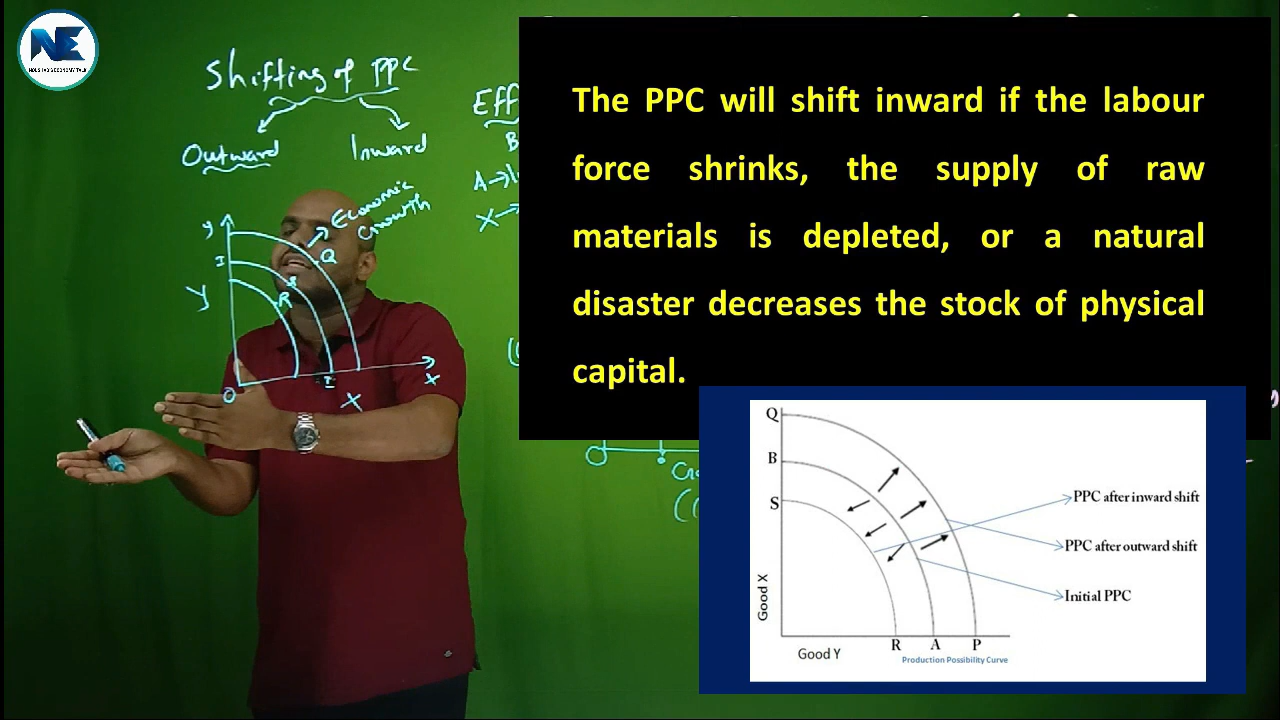 NE
Shifting of PPC
Outward
Inward
Economic
Growth
y
I
Y
Q
R
O
I
X
x
Eff
B
A→
X→
O
The PPC will shift inward if the labour
force shrinks, the supply of raw
materials is depleted, or a natural
disaster decreases the stock of physical
capital.
Q
B
S
PPC after inward shift
PPC after outward shift
Initial PPC
Good X
R A P
Good Y
Production Possibility Curve